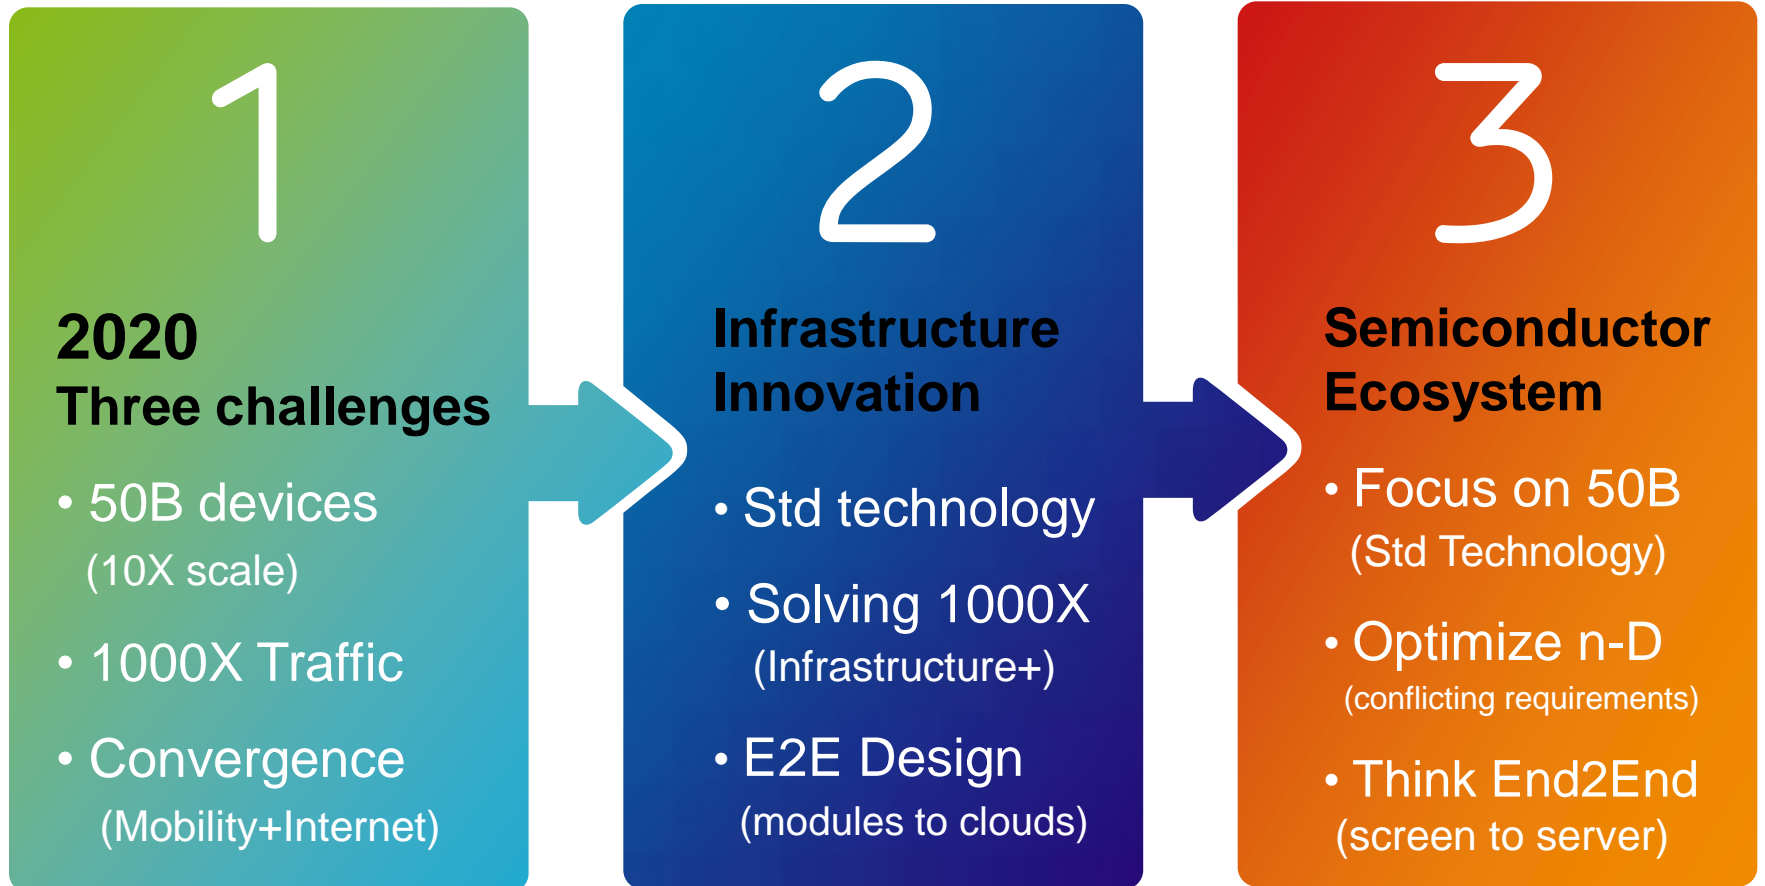 1
2020
Three challenges
• 50B devices
(10X scale)
• 1000X Traffic
• Convergence
(Mobility+Internet)
2
Infrastructure
Innovation
• Std technology
• Solving 1000X
(Infrastructure+)
• E2E Design
(modules to clouds)
3
Semiconductor
Ecosystem
• Focus on 50B
(Std Technology)
• Optimize n-D
(conflicting requirements)
• Think End2End
(screen to server)